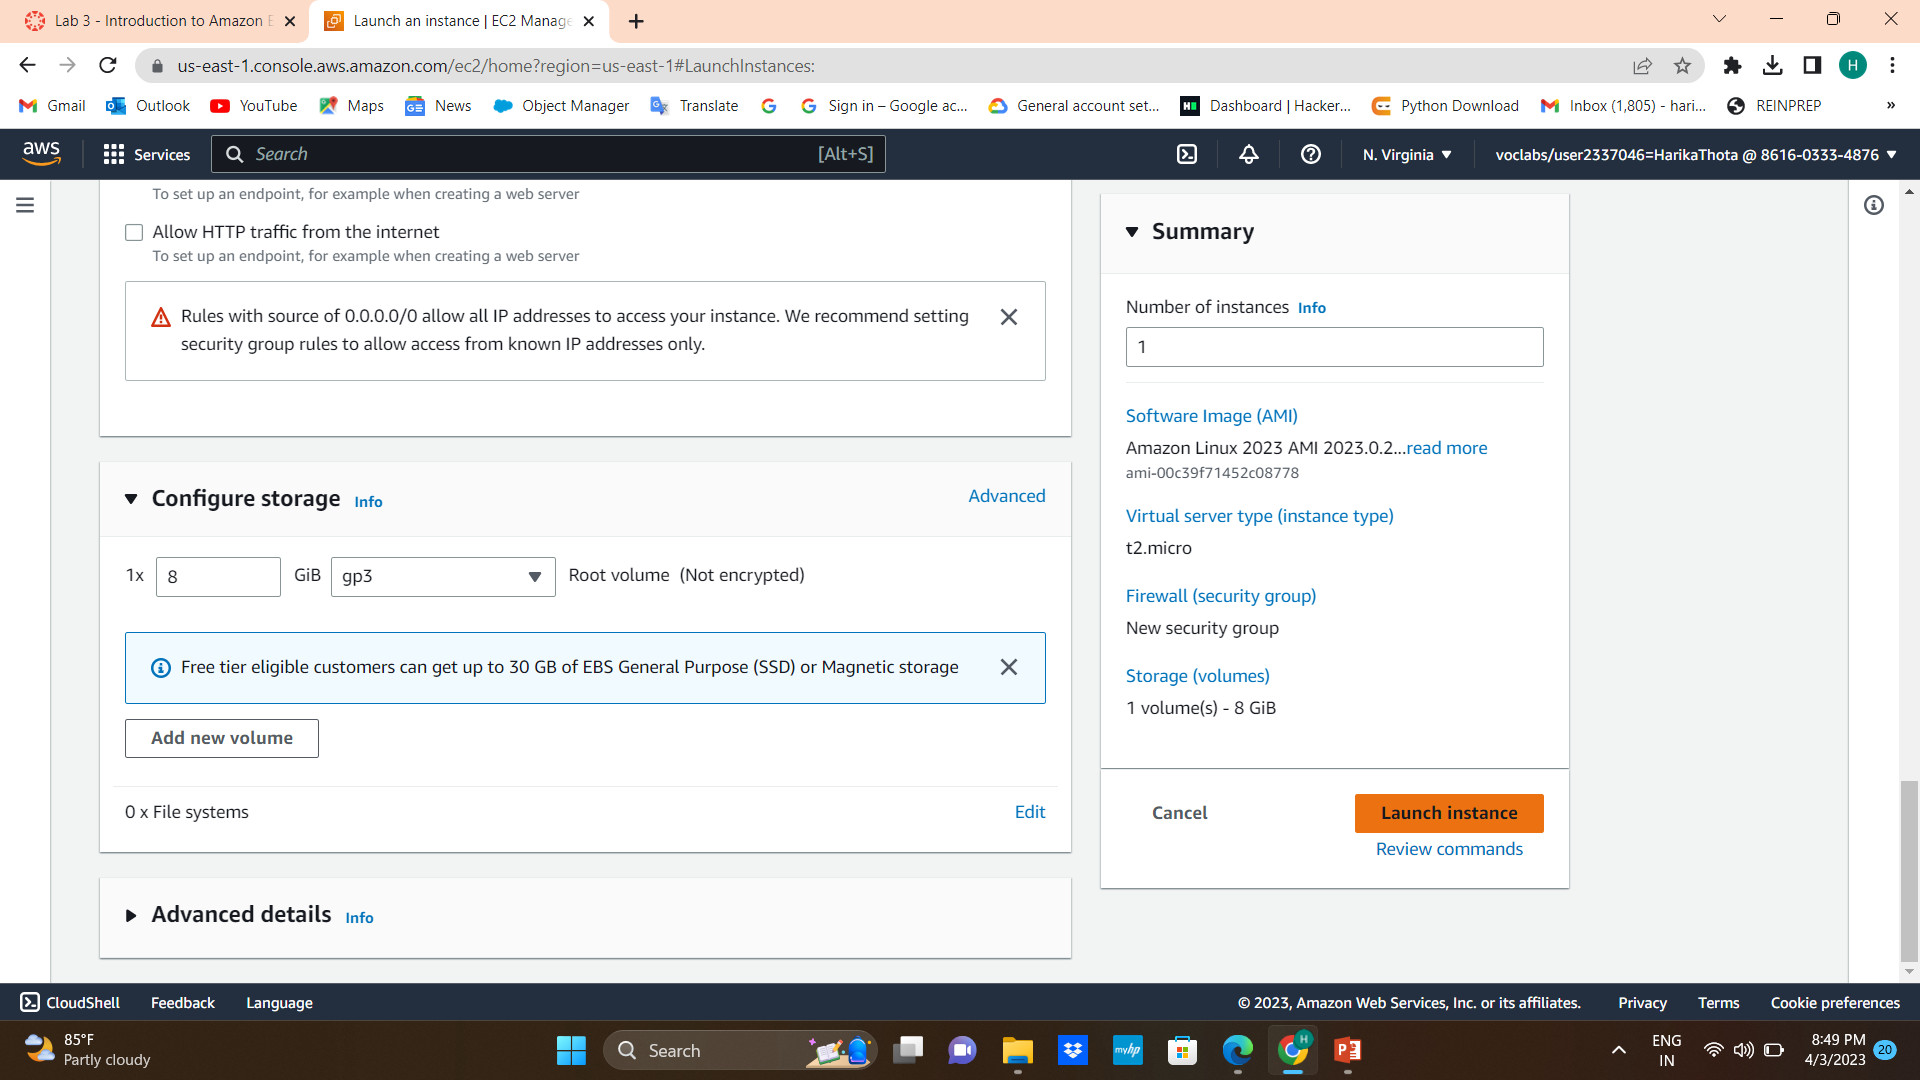 Lab 3 - Introduction to Amazon E
Launch an instance | EC2 Manage
us-east-1.console.aws.amazon.com/ec2/home?region=us-east-1#LaunchInstances:
H
Gmail
Outlook
YouTube
Maps
News
Object Manager
Translate
Sign in – Google ac...
General account set...
Dashboard | Hacker...
Python Download
Inbox (1,805) - hari...
REINPREP
»
aws
Services
Search
[Alt+S]
N. Virginia
voclabs/user2337046=HarikaThota @ 8616-0333-4876
To set up an endpoint, for example when creating a web server
Allow HTTP traffic from the internet
To set up an endpoint, for example when creating a web server
Rules with source of 0.0.0.0/0 allow all IP addresses to access your instance. We recommend setting
security group rules to allow access from known IP addresses only.
Configure storage Info
Advanced
1x
8
GiB
gp3
Root volume (Not encrypted)
Free tier eligible customers can get up to 30 GB of EBS General Purpose (SSD) or Magnetic storage
Add new volume
0 x File systems
Edit
Advanced details Info
Summary
Number of instances Info
1
Software Image (AMI)
Amazon Linux 2023 AMI 2023.0.2...read more
ami-00c39f71452c08778
Virtual server type (instance type)
t2.micro
Firewall (security group)
New security group
Storage (volumes)
1 volume(s) - 8 GiB
Cancel
Launch instance
Review commands
CloudShell
Feedback
Language
© 2023, Amazon Web Services, Inc. or its affiliates.
Privacy
Terms
Cookie preferences
85°F
Partly cloudy
Search
myhp
H
ENG
IN
8:49 PM
4/3/2023
20